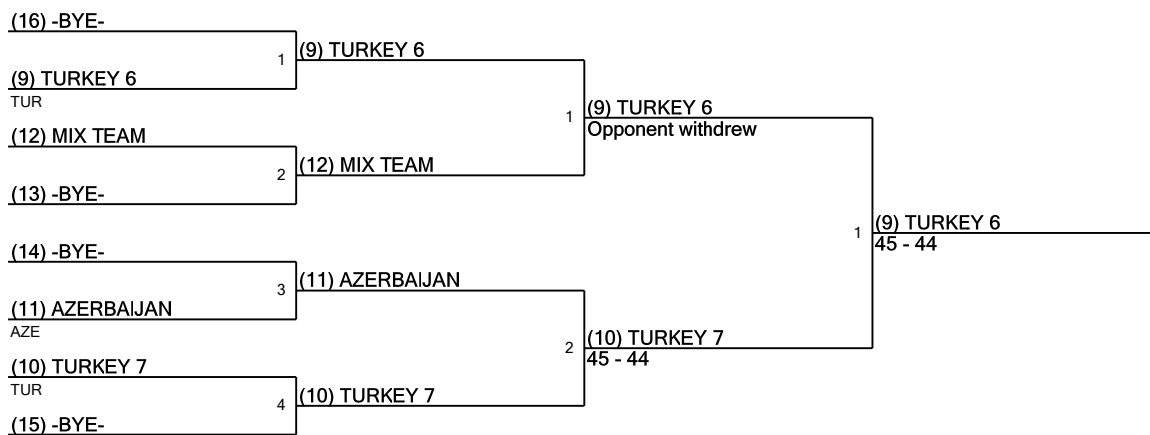 (16) -BYE-
1
(9) TURKEY 6
(9) TURKEY 6
TUR
(12) MIX TEAM
2
(12) MIX TEAM
(13) -BYE-
1
(9) TURKEY 6
Opponent withdrew
(14) -BYE-
3
(11) AZERBAIJAN
(11) AZERBAIJAN
AZE
(10) TURKEY 7
TUR
4
(10) TURKEY 7
(15) -BYE-
2
(10) TURKEY 7
45 - 44
1
(9) TURKEY 6
45 - 44